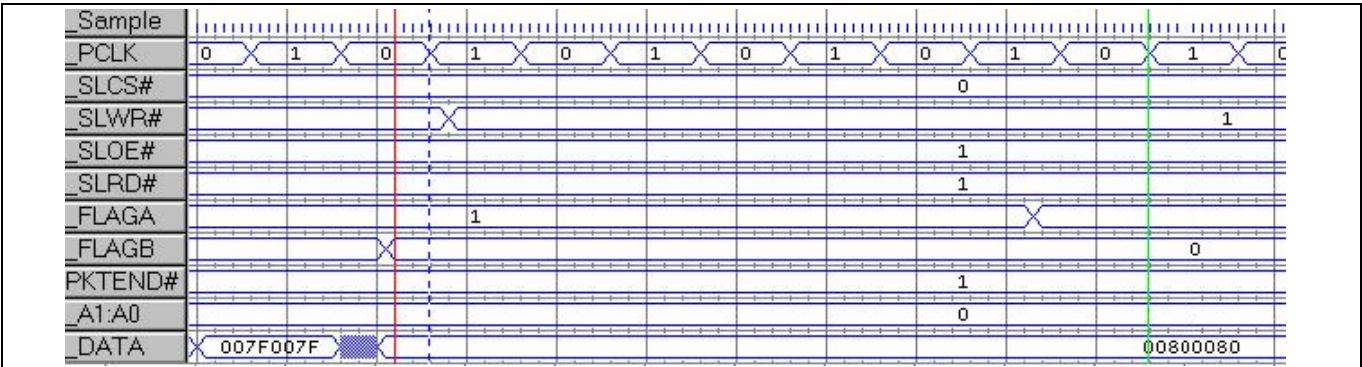 _Sample
_PCLK 0 1 0 1 0 1 0 1 0 1 0 1 0
_SLCS# 0
_SLWR# 1
_SLOE# 1
_SLRD# 1
_FLAGA 1
_FLAGB 0
PKTEND# 1
_A1:A0 0
_DATA 007F007F 00800080